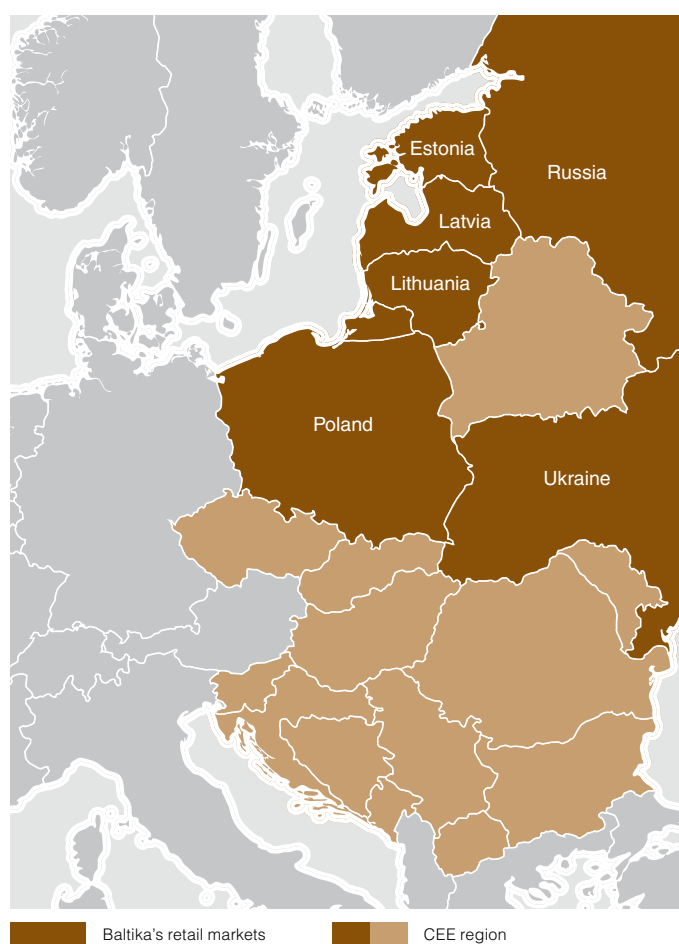 Estonia
Russia
Latvia
Lithuania
Poland
Ukraine
Baltika's retail markets
CEE region